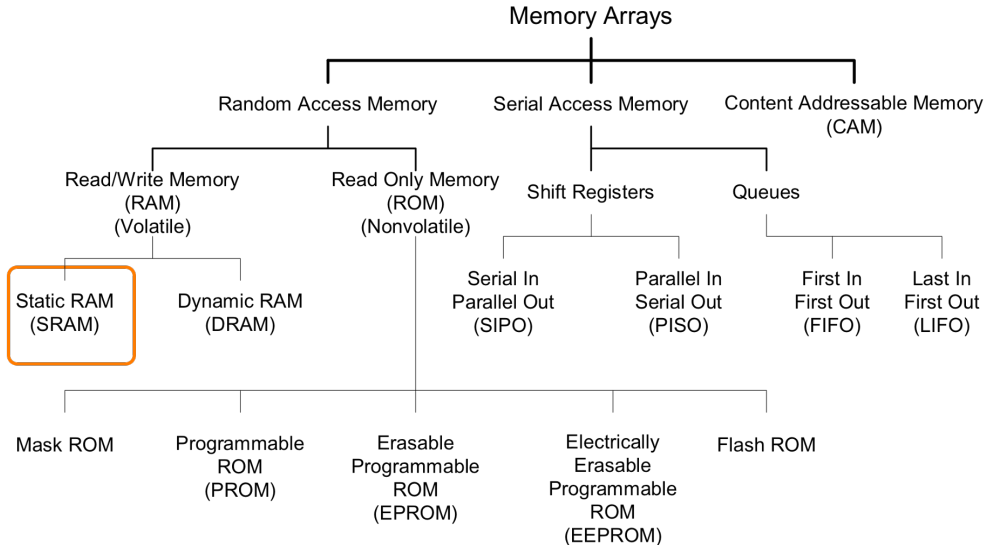 Memory Arrays
Random Access Memory
Serial Access Memory
Content Addressable Memory
(CAM)
Read/Write Memory
(RAM)
(Volatile)
Read Only Memory
(ROM)
(Nonvolatile)
Shift Registers
Queues
Static RAM
(SRAM)
Dynamic RAM
(DRAM)
Serial In
Parallel Out
(SIPO)
Parallel In
Serial Out
(PISO)
First In
First Out
(FIFO)
Last In
First Out
(LIFO)
Mask ROM
Programmable
ROM
(PROM)
Erasable
Programmable
ROM
(EPROM)
Electrically
Erasable
Programmable
ROM
(EEPROM)
Flash ROM